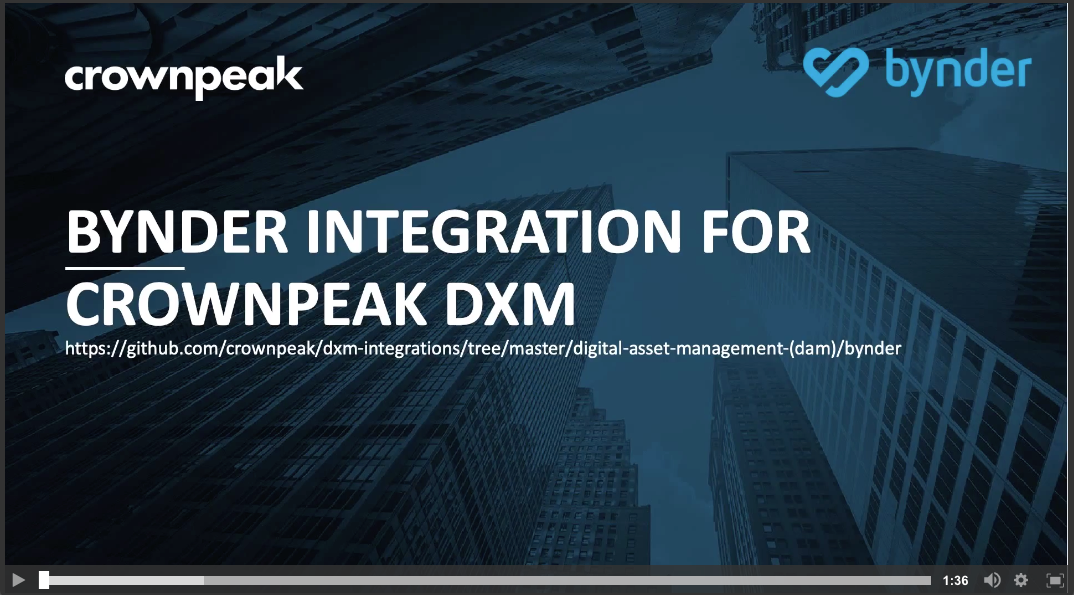 crownpeak
bynder
BYNDER INTEGRATION FOR
CROWNPEAK DXM
https://github.com/crownpeak/dxm-integrations/tree/master/digital-asset-management-(dam)/bynder
1:36